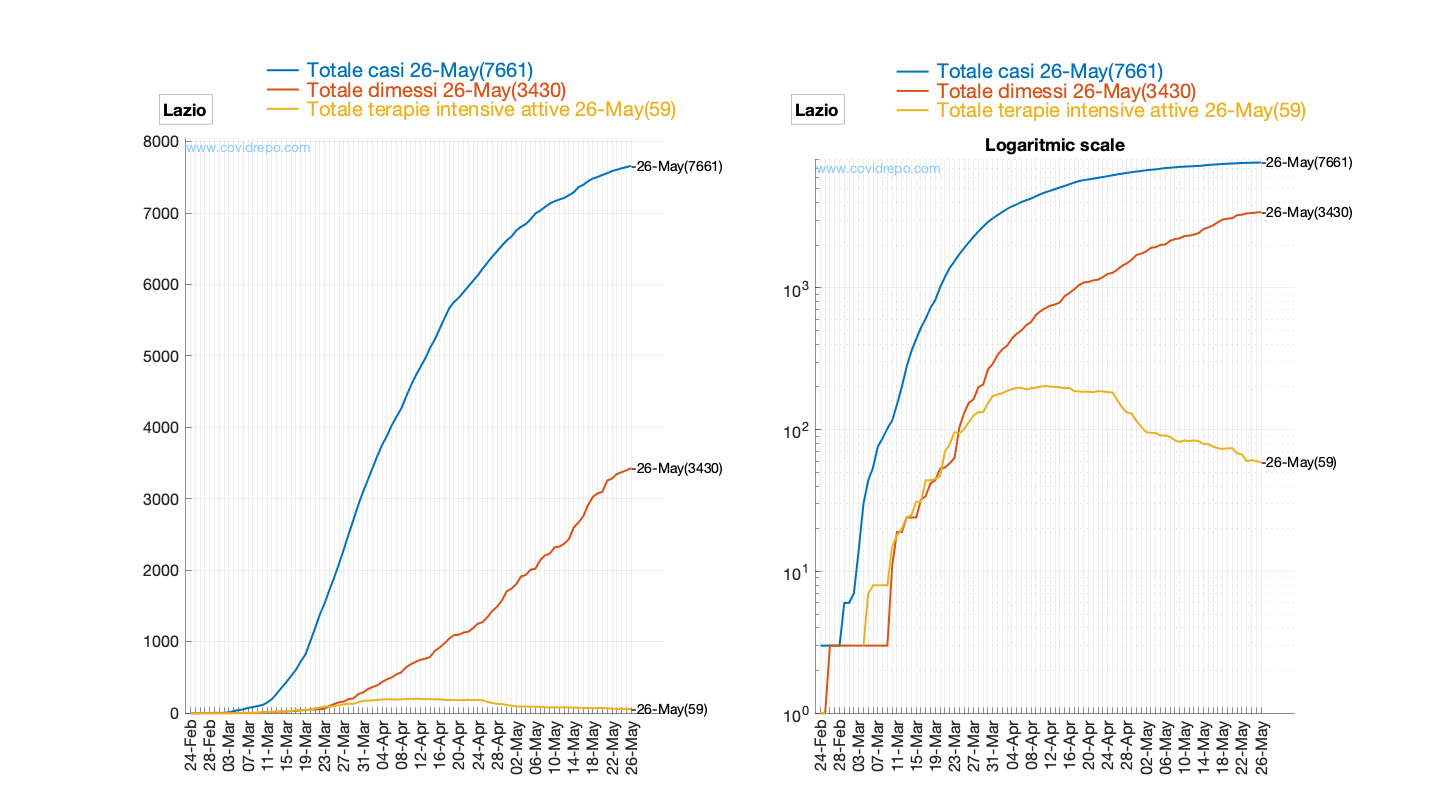 Totale casi 26-May(7661)
Totale dimessi 26-May(3430)
Totale terapie intensive attive 26-May(59)
Lazio
www.covidrepo.com
8000
7000
6000
5000
4000
3000
2000
1000
0
26-May(7661)
26-May(3430)
26-May(59)
24-Feb
28-Feb
03-Mar
07-Mar
11-Mar
15-Mar
19-Mar
23-Mar
27-Mar
31-Mar
04-Apr
08-Apr
12-Apr
16-Apr
20-Apr
24-Apr
28-Apr
02-May
06-May
10-May
14-May
18-May
22-May
26-May
Totale casi 26-May(7661)
Totale dimessi 26-May(3430)
Totale terapie intensive attive 26-May(59)
Lazio
Logaritmic scale
www.covidrepo.com
10³
10²
10¹
10⁰
26-May(7661)
26-May(3430)
26-May(59)
24-Feb
28-Feb
03-Mar
07-Mar
11-Mar
15-Mar
19-Mar
23-Mar
27-Mar
31-Mar
04-Apr
08-Apr
12-Apr
16-Apr
20-Apr
24-Apr
28-Apr
02-May
06-May
10-May
14-May
18-May
22-May
26-May